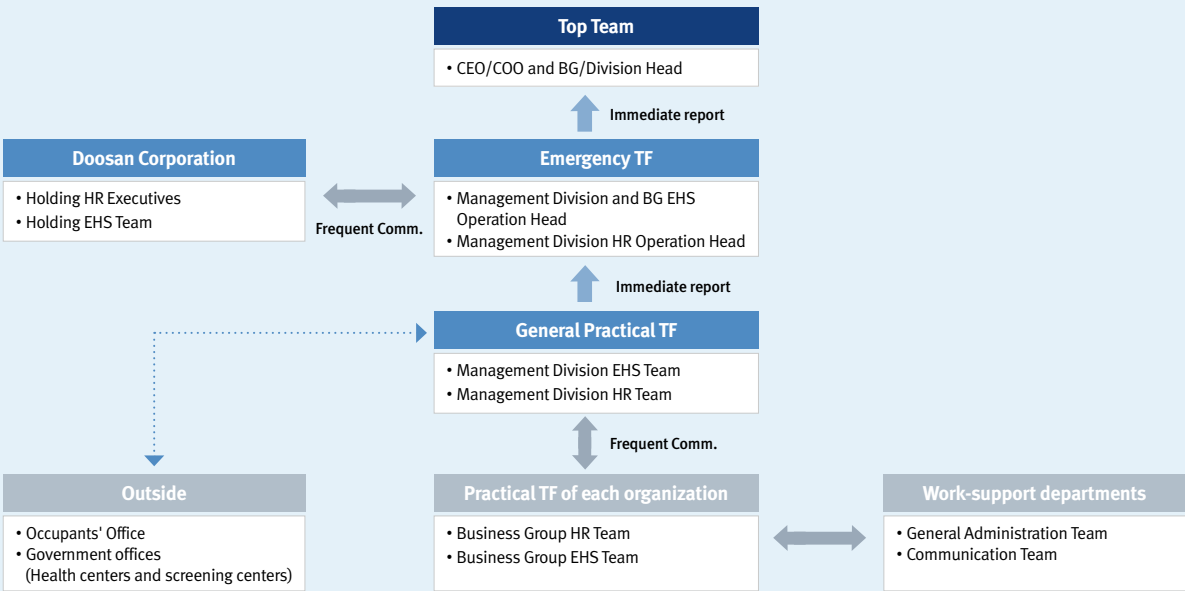 Top Team
• CEO/COO and BG/Division Head
Immediate report
Doosan Corporation
• Holding HR Executives
• Holding EHS Team
Frequent Comm.
Emergency TF
• Management Division and BG EHS
Operation Head
• Management Division HR Operation Head
Immediate report
General Practical TF
• Management Division EHS Team
• Management Division HR Team
Frequent Comm.
Outside
• Occupants' Office
• Government offices
(Health centers and screening centers)
Practical TF of each organization
• Business Group HR Team
• Business Group EHS Team
Work-support departments
• General Administration Team
• Communication Team